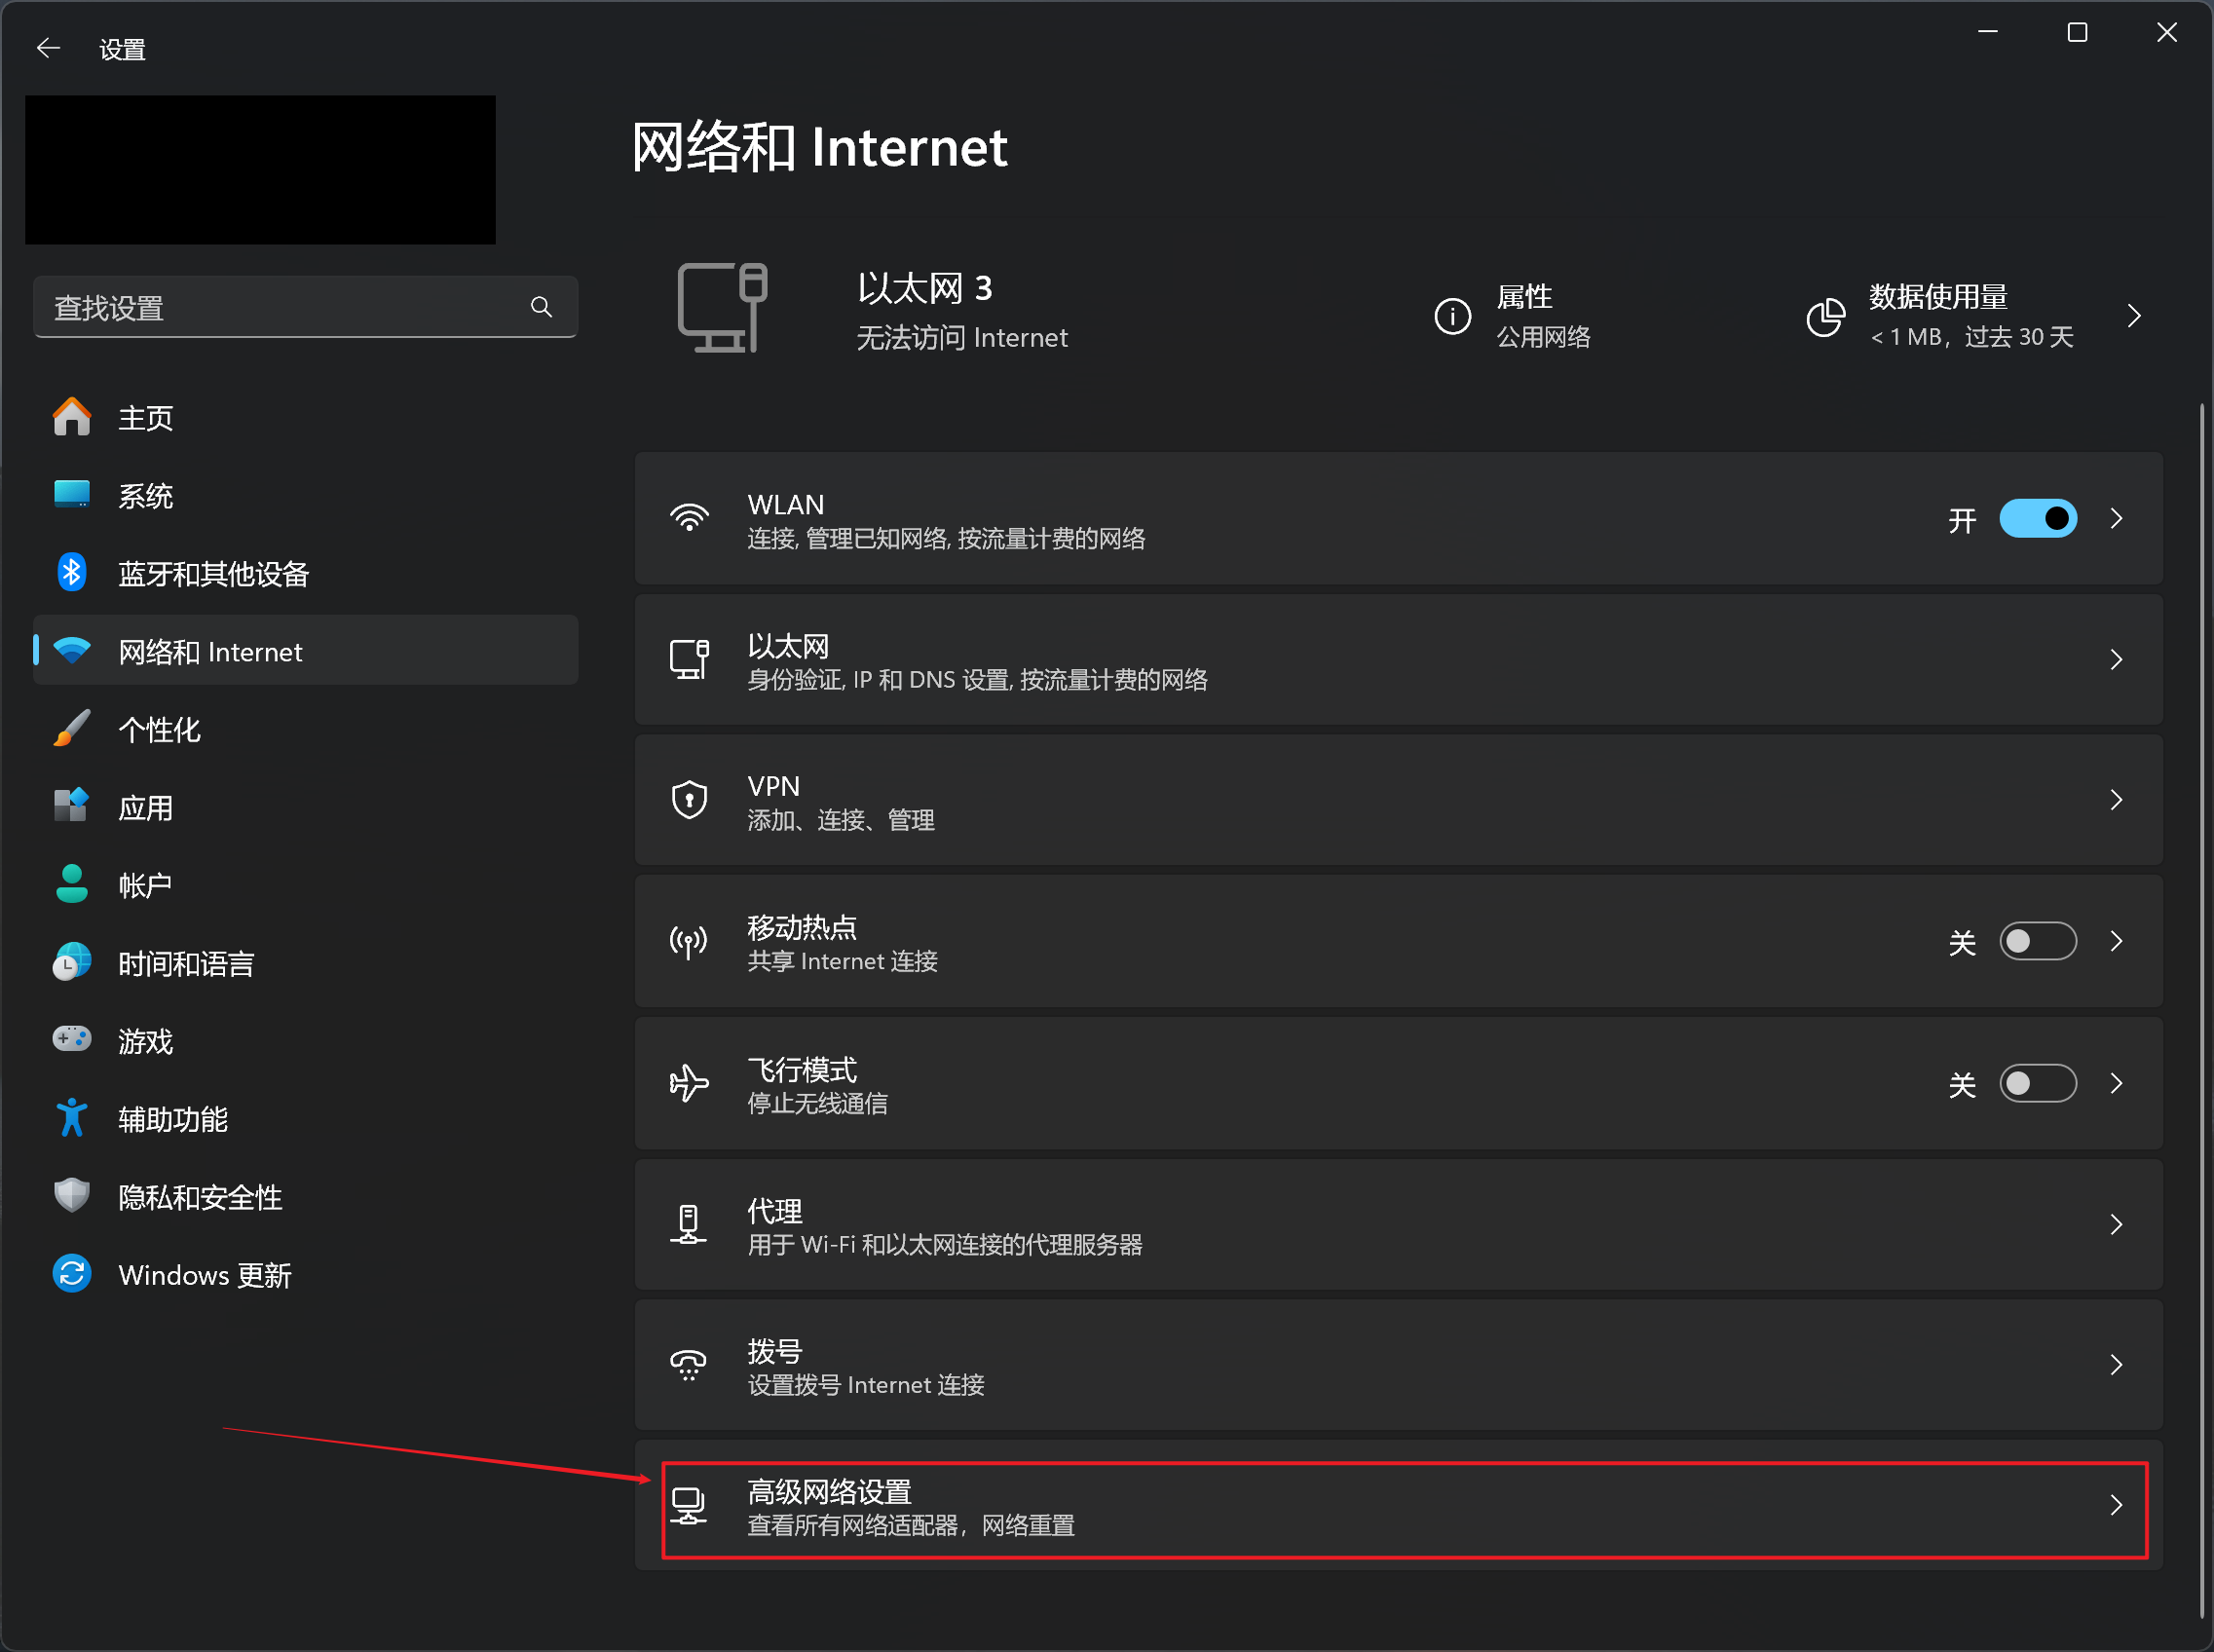 设置
网络和 Internet
查找设置
以太网 3
无法访问 Internet
属性
公用网络
数据使用量
< 1 MB，过去 30 天
主页
系统
蓝牙和其他设备
网络和 Internet
个性化
应用
帐户
时间和语言
游戏
辅助功能
隐私和安全性
Windows 更新
WLAN
连接, 管理已知网络, 按流量计费的网络
开
以太网
身份验证, IP 和 DNS 设置, 按流量计费的网络
VPN
添加、连接、管理
移动热点
共享 Internet 连接
关
飞行模式
停止无线通信
关
代理
用于 Wi-Fi 和以太网连接的代理服务器
拨号
设置拨号 Internet 连接
高级网络设置
查看所有网络适配器，网络重置